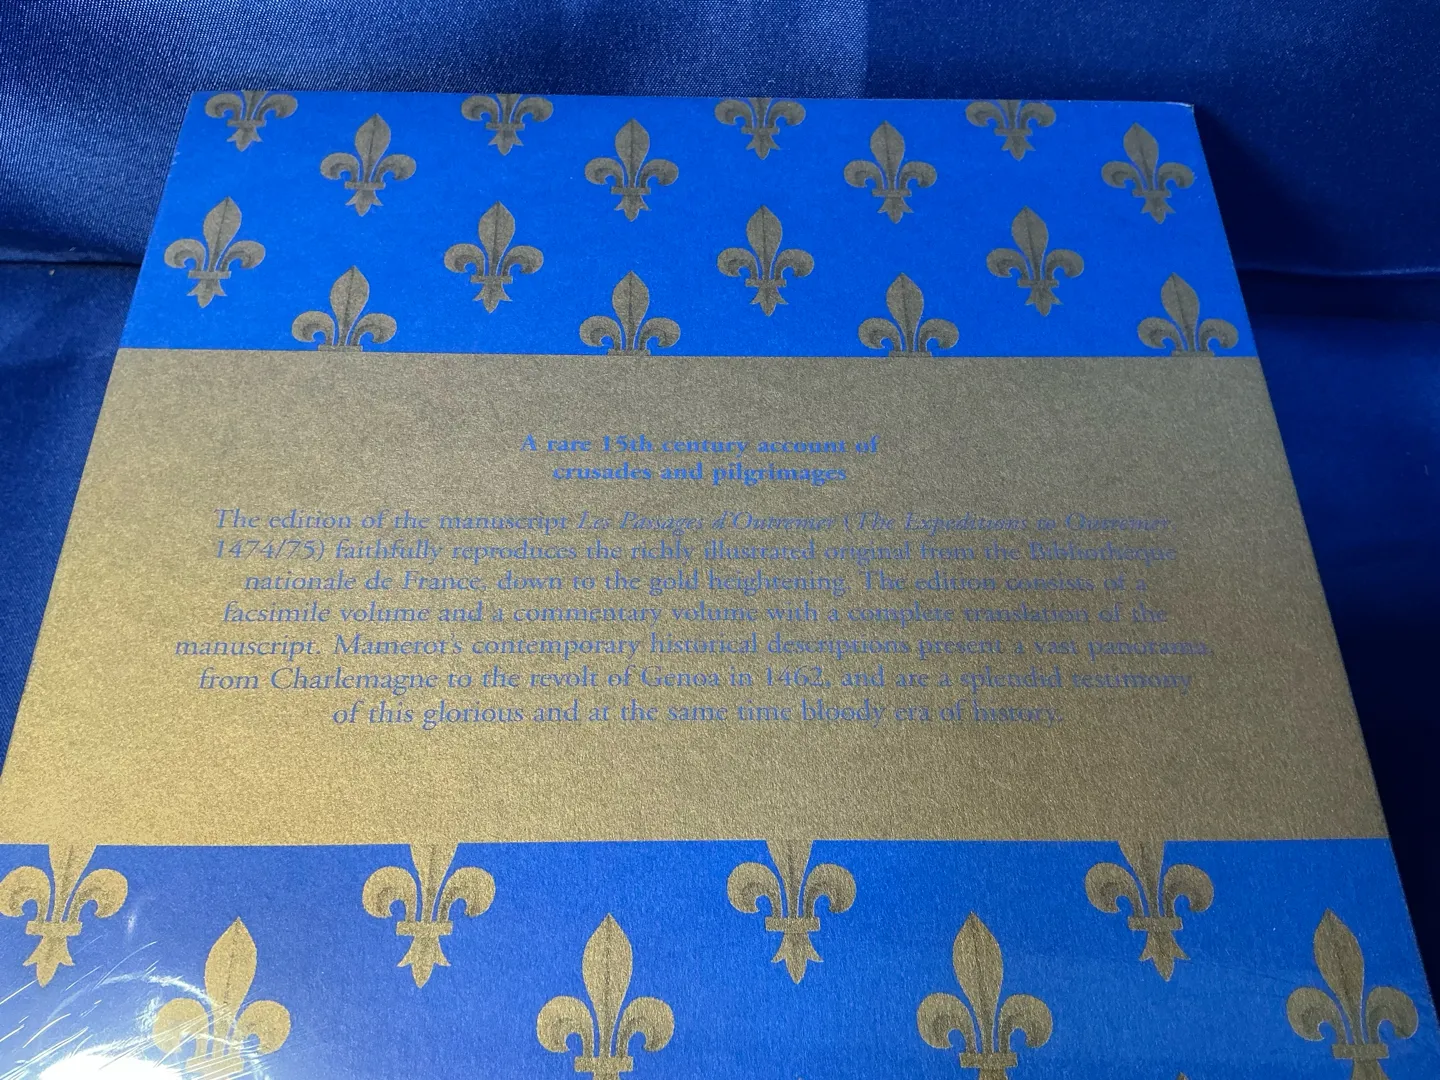 A rare 15th century account of
crusades and pilgrimages
The edition of the manuscript Les Passages d'Outremer (The Expeditions to Outremer
1474/75) faithfully reproduces the richly illustrated original from the Bibliothèque
nationale de France, down to the gold heightening. The edition consists of a
facsimile volume and a commentary volume with a complete translation of the
manuscript. Mamerot's contemporary historical descriptions present a vast panorama,
from Charlemagne to the revolt of Genoa in 1462, and are a splendid testimony
of this glorious and at the same time bloody era of history.